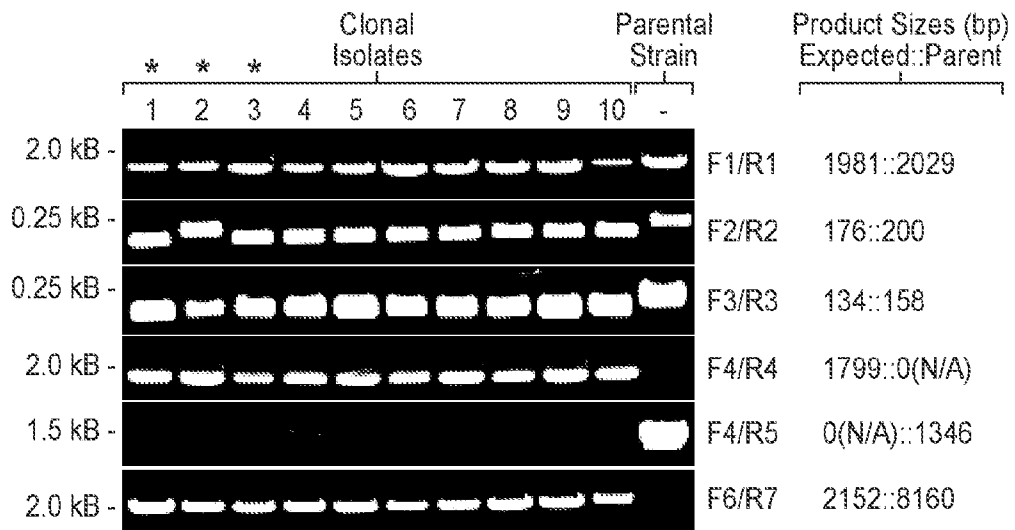 Clonal Isolates
Parental Strain
Product Sizes (bp)
Expected::Parent
* * *
1 2 3 4 5 6 7 8 9 10 -
2.0 kB - F1/R1 1981::2029
0.25 kB - F2/R2 176::200
0.25 kB - F3/R3 134::158
2.0 kB - F4/R4 1799::0(N/A)
1.5 kB - F4/R5 0(N/A)::1346
2.0 kB - F6/R7 2152::8160